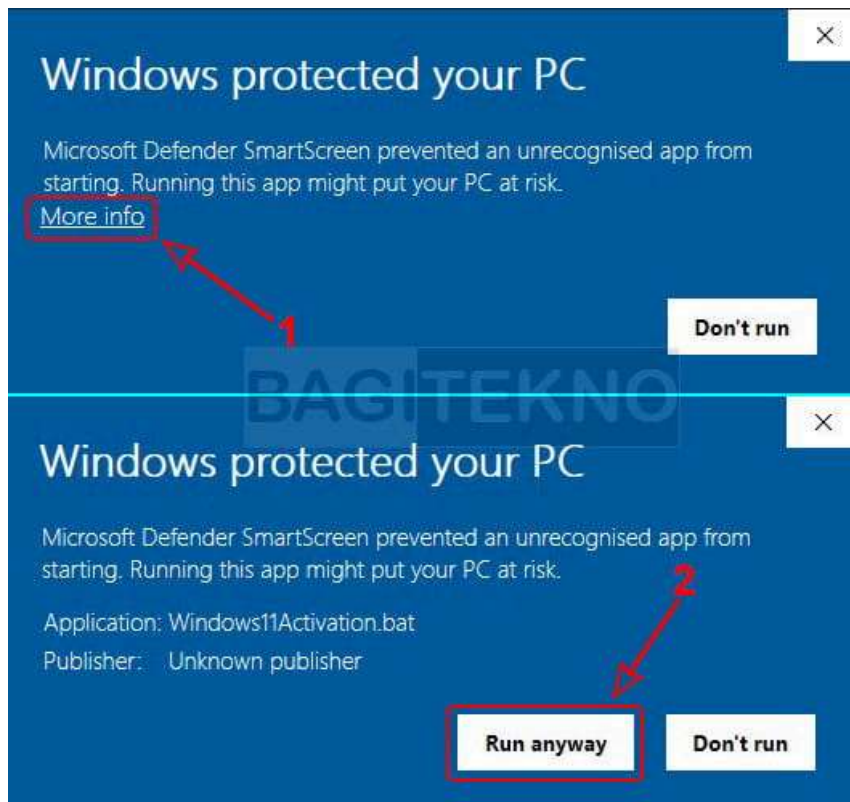 Windows protected your PC
Microsoft Defender SmartScreen prevented an unrecognised app from
starting. Running this app might put your PC at risk.
More info
1
Don't run
BAGITEKNO
Windows protected your PC
Microsoft Defender SmartScreen prevented an unrecognised app from
starting. Running this app might put your PC at risk.
2
Application: Windows11Activation.bat
Publisher: Unknown publisher
Run anyway Don't run